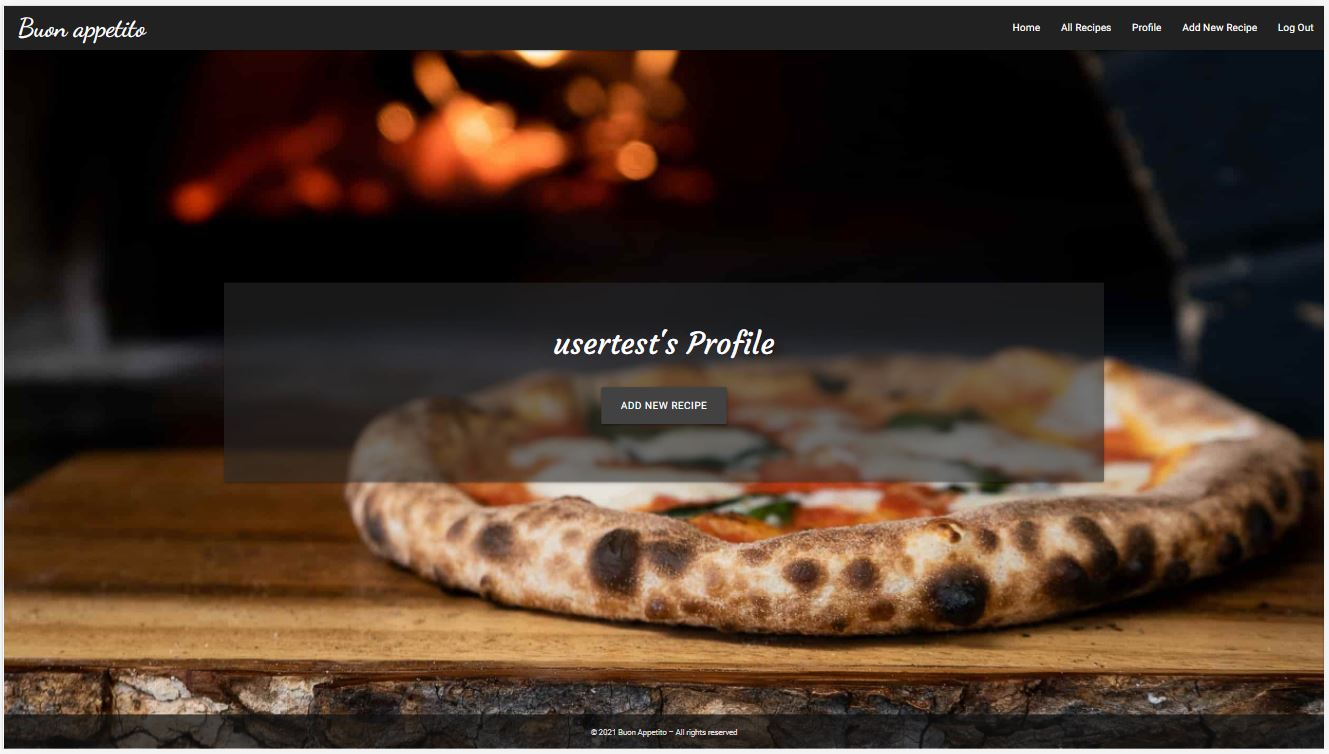 Buon appetito
Home All Recipes Profile Add New Recipe Log Out
usertest's Profile
ADD NEW RECIPE
© 2021 Buon Appetito – All rights reserved